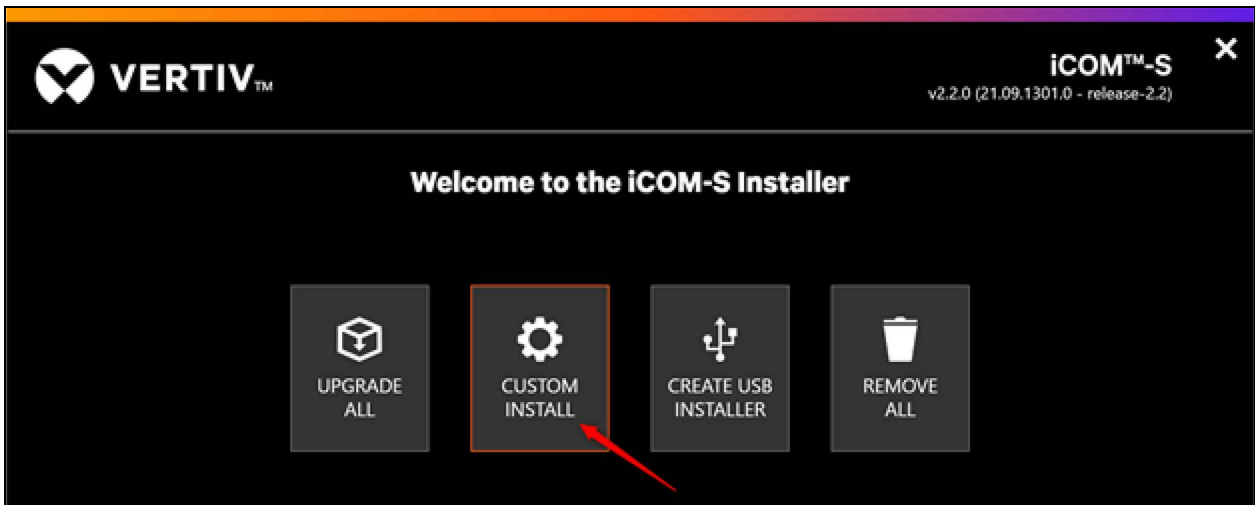 VERTIV™
iCOM™-S
v2.2.0 (21.09.1301.0 - release-2.2)
Welcome to the iCOM-S Installer
UPGRADE
ALL
CUSTOM
INSTALL
CREATE USB
INSTALLER
REMOVE
ALL